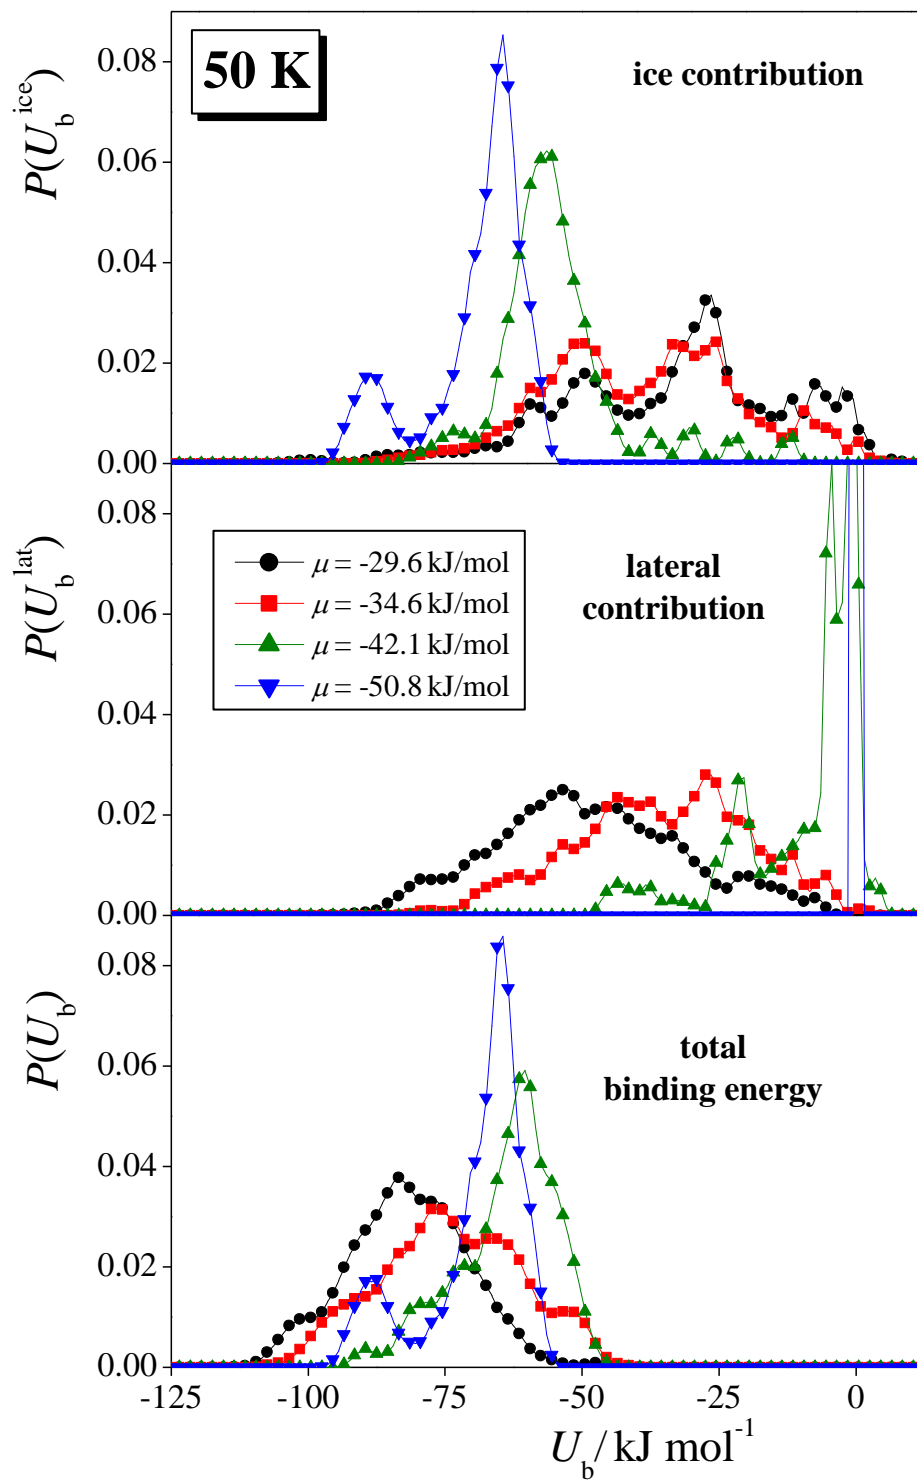 50 K
ice contribution
P(U_b^ice)
0.08
0.06
0.04
0.02
0.00
lateral
contribution
P(U_b^lat)
0.08
0.06
0.04
0.02
0.00
μ = -29.6 kJ/mol
μ = -34.6 kJ/mol
μ = -42.1 kJ/mol
μ = -50.8 kJ/mol
total
binding energy
P(U_b)
0.08
0.06
0.04
0.02
0.00
-125 -100 -75 -50 -25 0
U_b/ kJ mol^-1